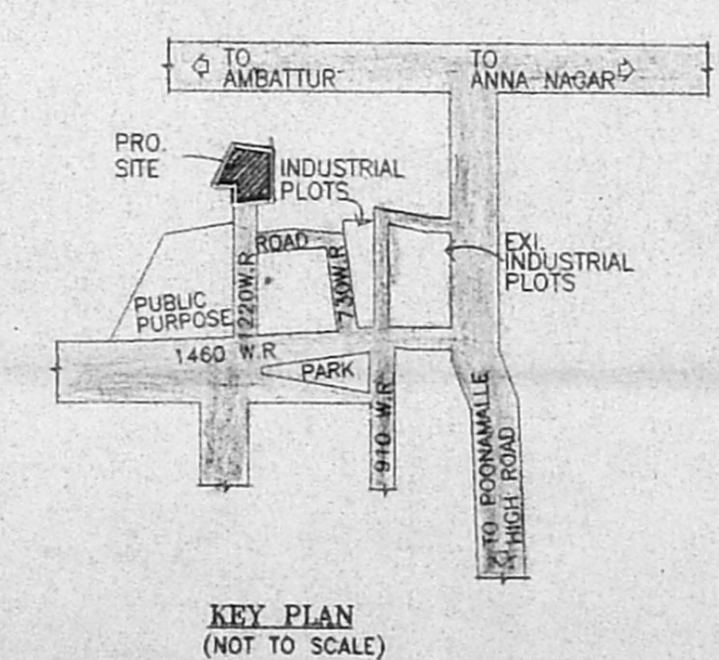 TO
AMBATTUR
TO
ANNA NAGAR
PRO.
SITE
INDUSTRIAL
PLOTS
ROAD
EXI.
INDUSTRIAL
PLOTS
1220W.R
730W.R
PUBLIC
PURPOSE
1460 W.R
PARK
910 W.R
TO POONAMALLE
HIGH ROAD
KEY PLAN
(NOT TO SCALE)